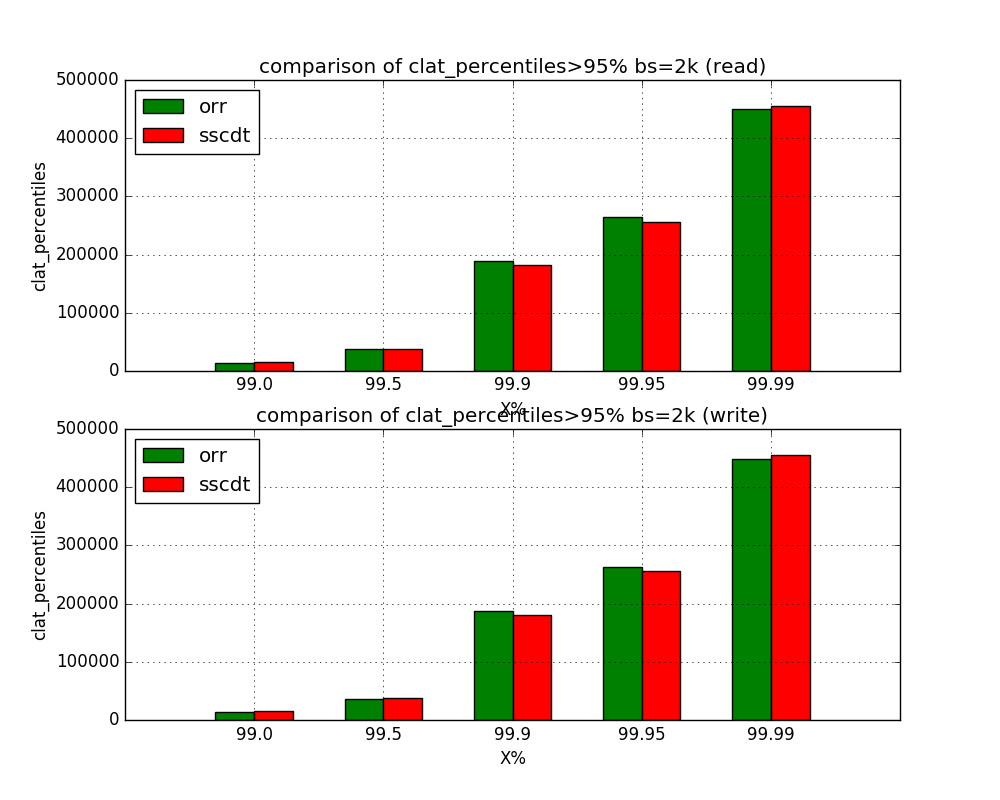 comparison of clat_percentiles>95% bs=2k (read)
500000
400000
300000
200000
100000
0
clat_percentiles
orr
sscdt
99.0 99.5 99.9 99.95 99.99
X%
comparison of clat_percentiles>95% bs=2k (write)
500000
400000
300000
200000
100000
0
clat_percentiles
orr
sscdt
99.0 99.5 99.9 99.95 99.99
X%